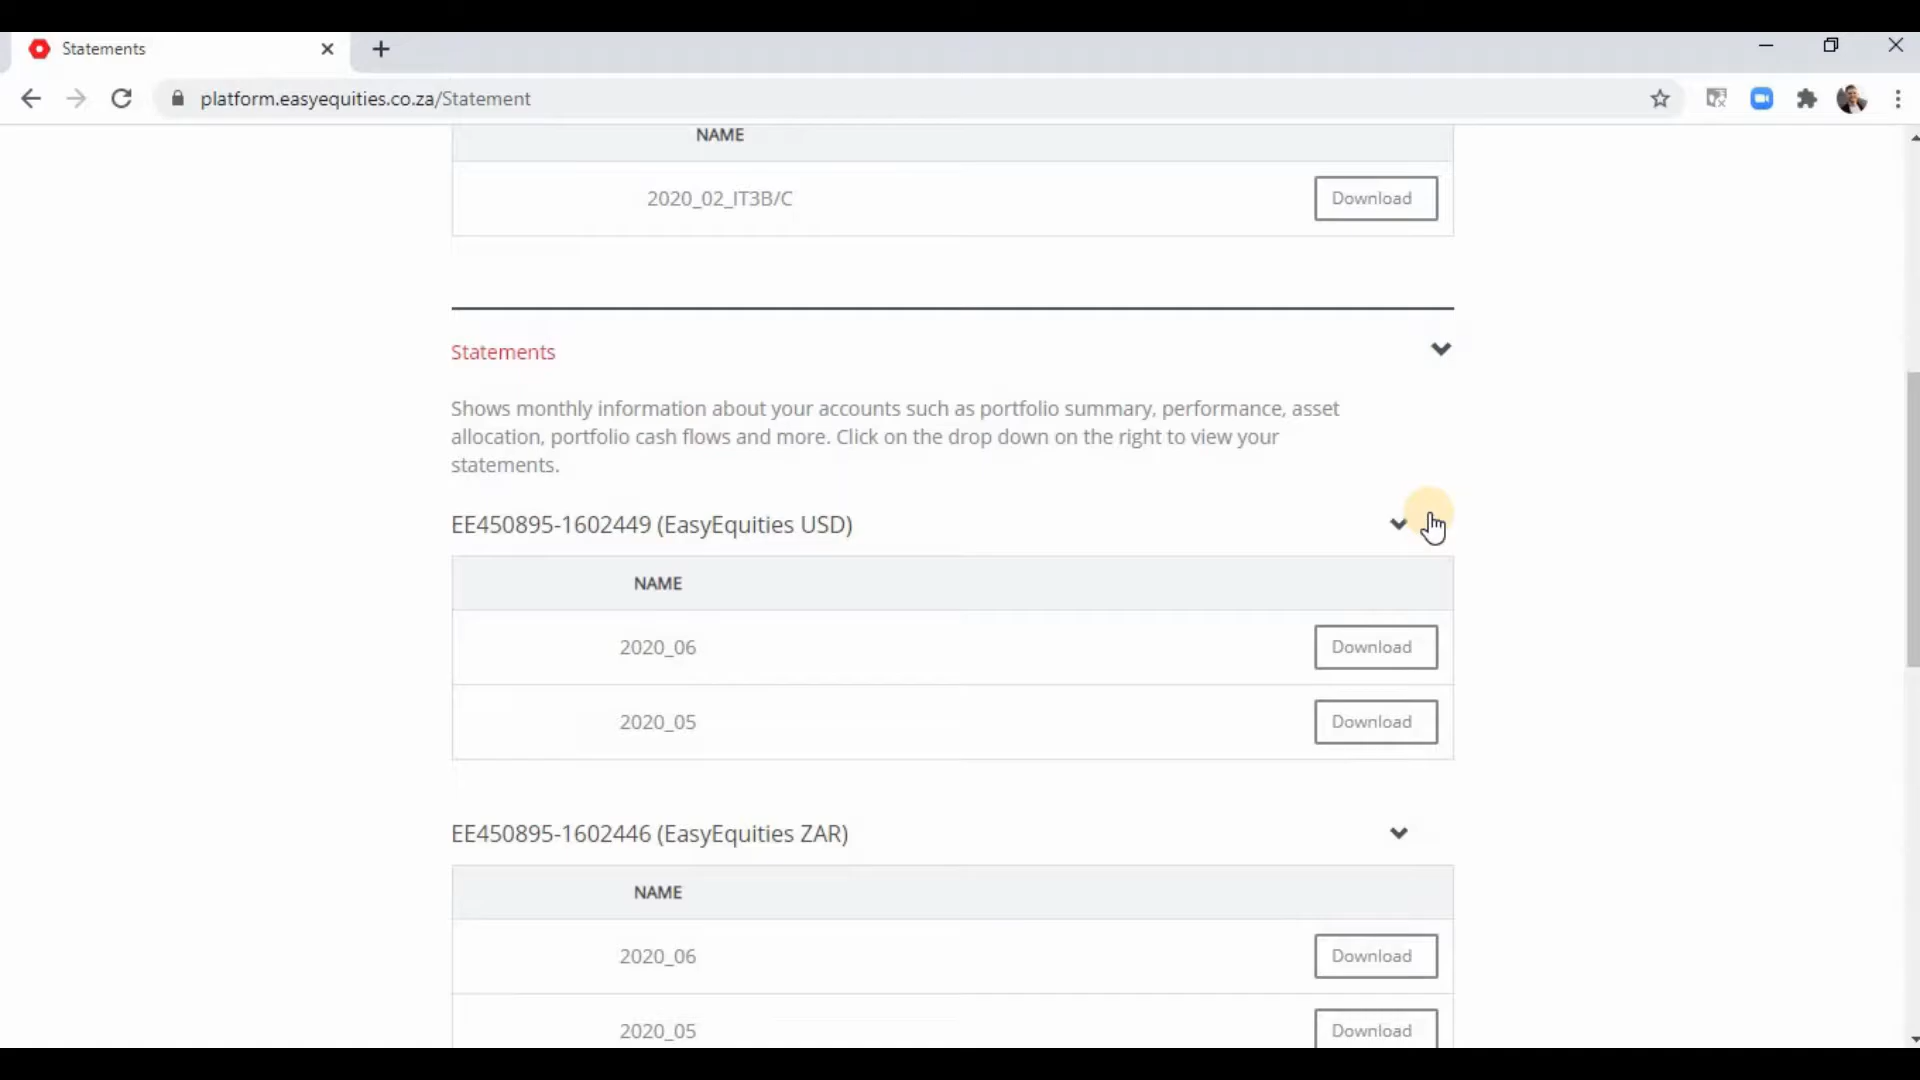 Statements
platform.easyequities.co.za/Statement
NAME
2020_02_IT3B/C
Download
Statements
Shows monthly information about your accounts such as portfolio summary, performance, asset
allocation, portfolio cash flows and more. Click on the drop down on the right to view your
statements.
EE450895-1602449 (EasyEquities USD)
NAME
2020_06
Download
2020_05
Download
EE450895-1602446 (EasyEquities ZAR)
NAME
2020_06
Download
2020_05
Download